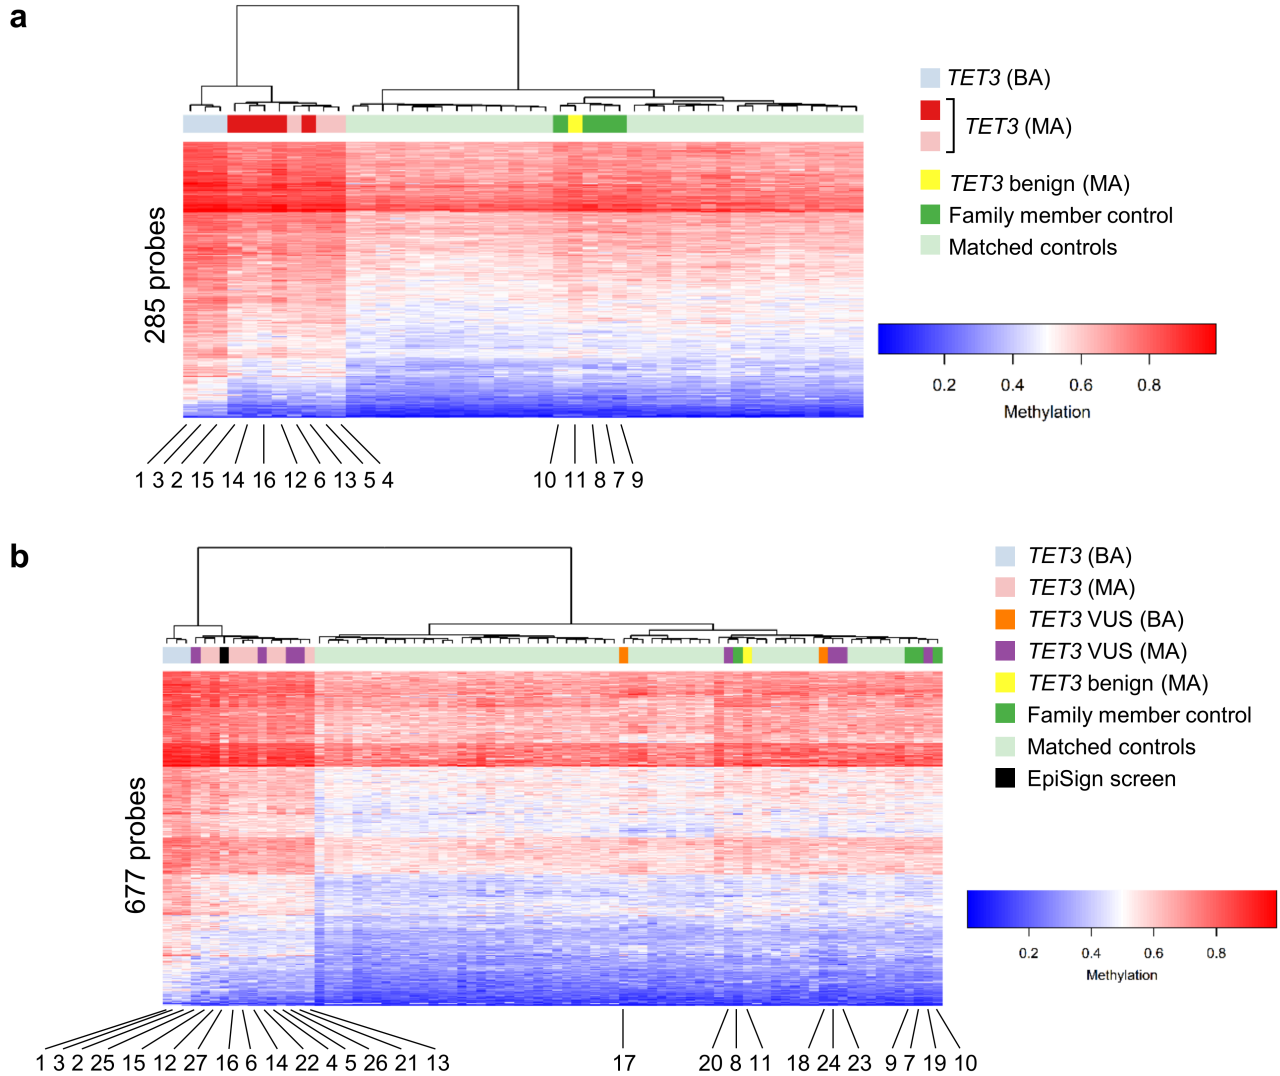 a
TET3 (BA)
TET3 (MA)
TET3 benign (MA)
Family member control
Matched controls
285 probes
0.2 0.4 0.6 0.8
Methylation
1 3 2 15 14 16 12 6 13 5 4 10 11 8 7 9
b
TET3 (BA)
TET3 (MA)
TET3 VUS (BA)
TET3 VUS (MA)
TET3 benign (MA)
Family member control
Matched controls
EpiSign screen
677 probes
0.2 0.4 0.6 0.8
Methylation
1 3 2 25 15 12 27 16 6 14 22 4 5 26 21 13 17 20 8 11 18 24 23 9 7 19 10